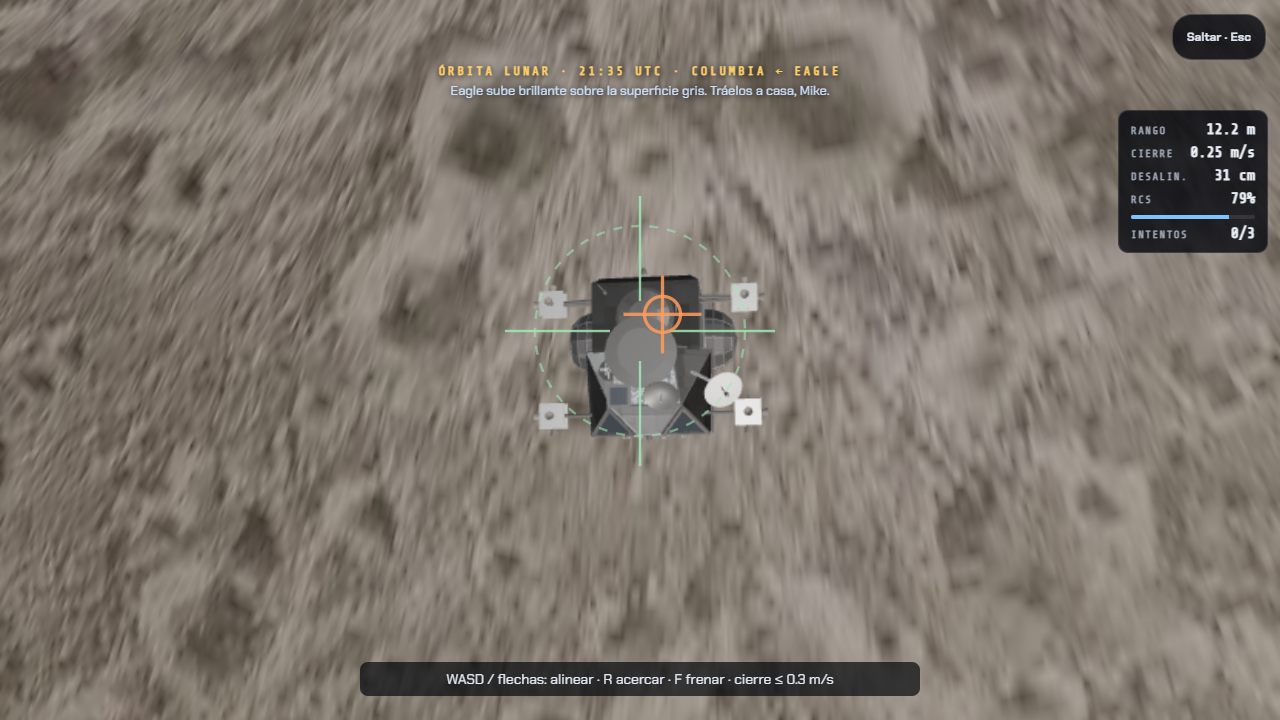 Saltar · Esc
ÓRBITA LUNAR · 21:35 UTC · COLUMBIA ← EAGLE
Eagle sube brillante sobre la superficie gris. Tráelos a casa, Mike.
RANGO 12.2 m
CIERRE 0.25 m/s
DESALIN. 31 cm
RCS 79%
INTENTOS 0/3
WASD / flechas: alinear · R acercar · F frenar · cierre ≤ 0.3 m/s